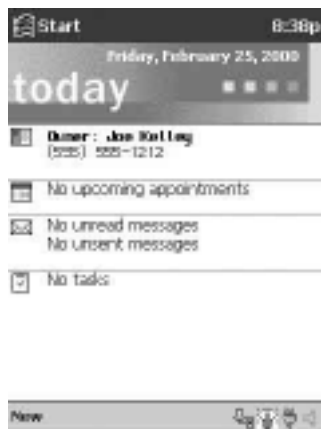 Start 8:38p
Friday, February 25, 2000
today
Owner: Joe Kelley
(555) 555-1212
No upcoming appointments
No unread messages
No unsent messages
No tasks
New